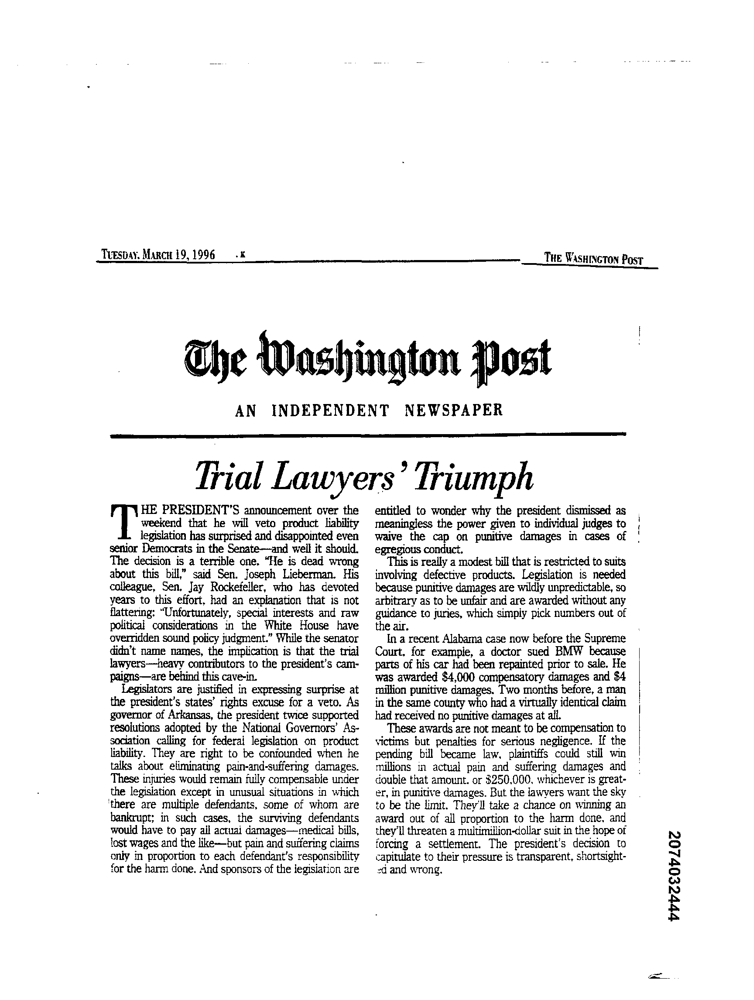 TUESDAY, MARCH 19, 1996 . K
THE WASHINGTON POST
The Washington Post
AN INDEPENDENT NEWSPAPER
Trial Lawyers' Triumph
THE PRESIDENT'S announcement over the
weekend that he will veto product liability
legislation has surprised and disappointed even
senior Democrats in the Senate—and well it should.
The decision is a terrible one. "He is dead wrong
about this bill," said Sen. Joseph Lieberman. His
colleague, Sen. Jay Rockefeller, who has devoted
years to this effort, had an explanation that is not
flattering: "Unfortunately, special interests and raw
political considerations in the White House have
overridden sound policy judgment." While the senator
didn't name names, the implication is that the trial
lawyers—heavy contributors to the president's cam-
paigns—are behind this cave-in.
Legislators are justified in expressing surprise at
the president's states' rights excuse for a veto. As
governor of Arkansas, the president twice supported
resolutions adopted by the National Governors' As-
sociation calling for federal legislation on product
liability. They are right to be confounded when he
talks about eliminating pain-and-suffering damages.
These injuries would remain fully compensable under
the legislation except in unusual situations in which
there are multiple defendants, some of whom are
bankrupt; in such cases, the surviving defendants
would have to pay all actual damages—medical bills,
lost wages and the like—but pain and suffering claims
only in proportion to each defendant's responsibility
for the harm done. And sponsors of the legislation are
entitled to wonder why the president dismissed as
meaningless the power given to individual judges to
waive the cap on punitive damages in cases of
egregious conduct.
This is really a modest bill that is restricted to suits
involving defective products. Legislation is needed
because punitive damages are wildly unpredictable, so
arbitrary as to be unfair and are awarded without any
guidance to juries, which simply pick numbers out of
the air.
In a recent Alabama case now before the Supreme
Court, for example, a doctor sued BMW because
parts of his car had been repainted prior to sale. He
was awarded $4,000 compensatory damages and $4
million punitive damages. Two months before, a man
in the same county who had a virtually identical claim
had received no punitive damages at all.
These awards are not meant to be compensation to
victims but penalties for serious negligence. If the
pending bill became law, plaintiffs could still win
millions in actual pain and suffering damages and
double that amount, or $250,000, whichever is great-
er, in punitive damages. But the lawyers want the sky
to be the limit. They'll take a chance on winning an
award out of all proportion to the harm done, and
they'll threaten a multimillion-dollar suit in the hope of
forcing a settlement. The president's decision to
capitulate to their pressure is transparent, shortsight-
ed and wrong.
2074032444